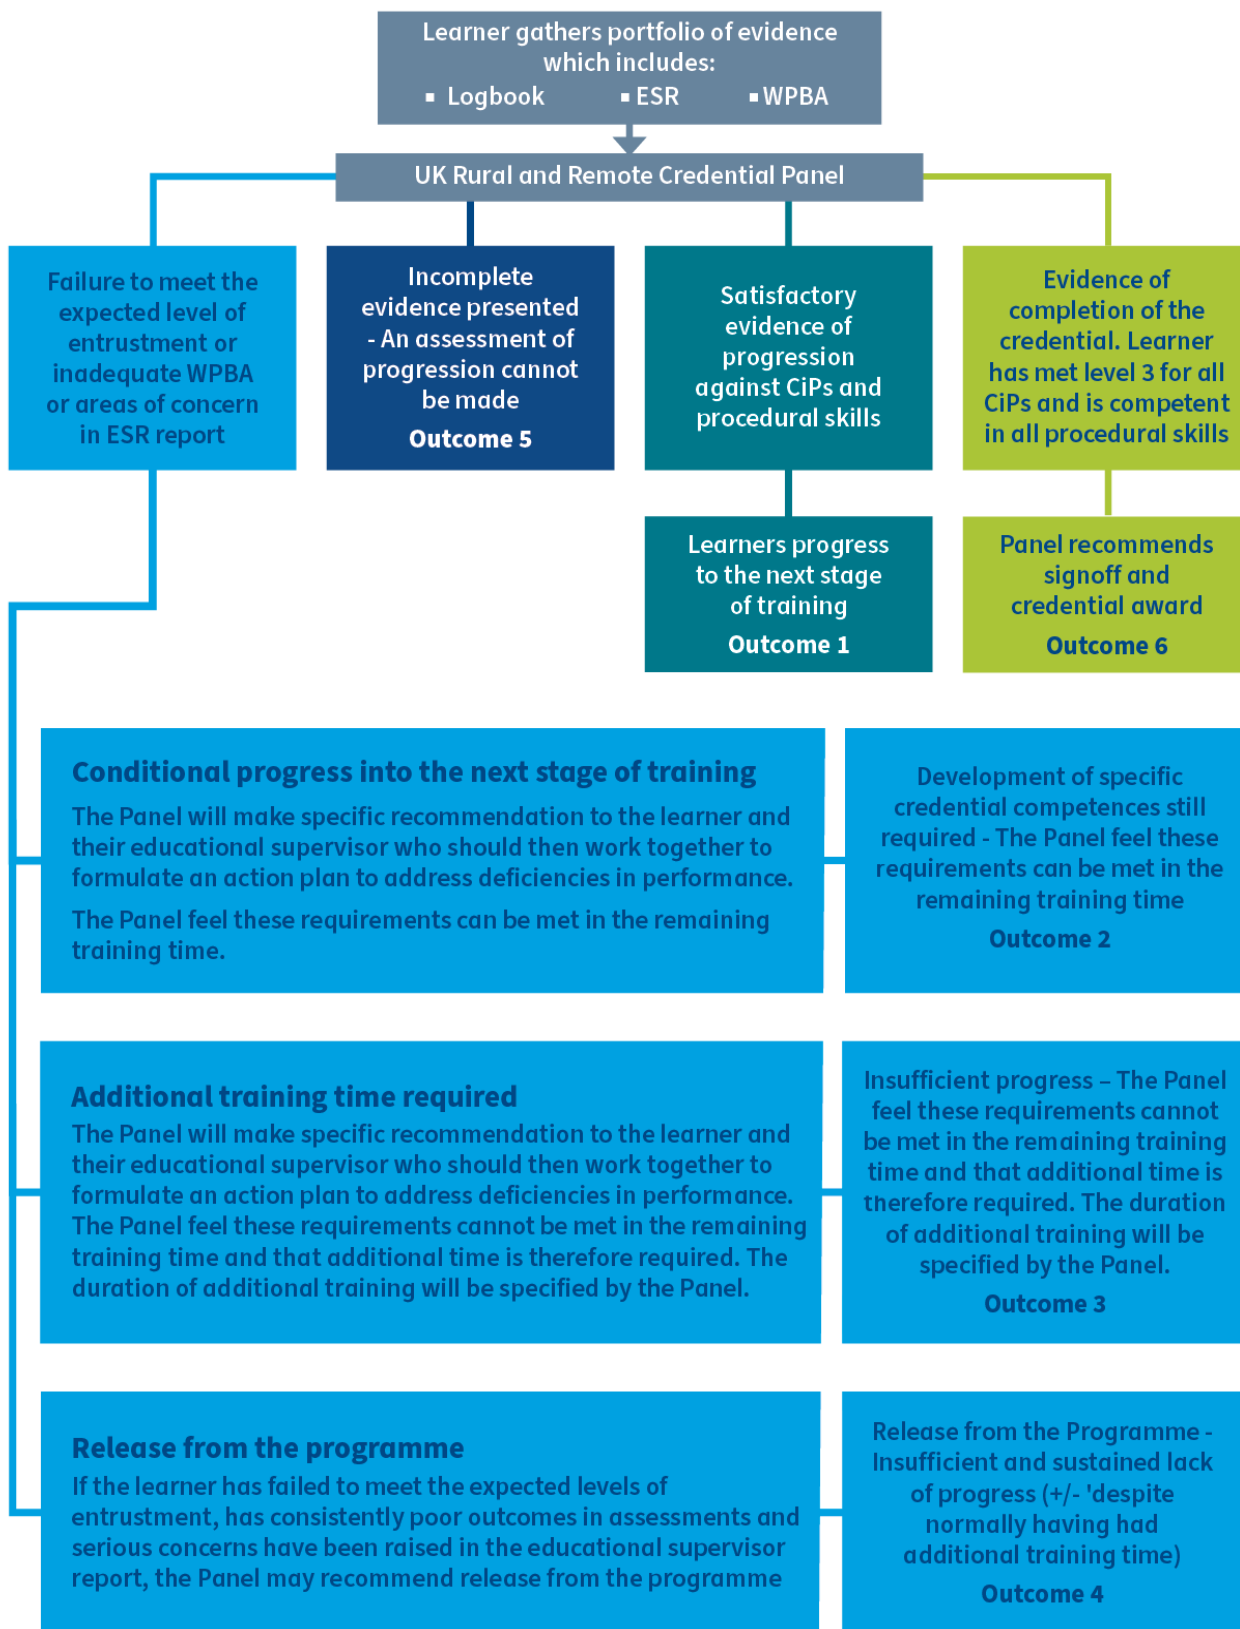 Learner gathers portfolio of evidence
which includes:
▪ Logbook ▪ ESR ▪ WPBA
UK Rural and Remote Credential Panel
Failure to meet the
expected level of
entrustment or
inadequate WPBA
or areas of concern
in ESR report
Incomplete
evidence presented
- An assessment of
progression cannot
be made
Outcome 5
Satisfactory
evidence of
progression
against CiPs and
procedural skills
Evidence of
completion of the
credential. Learner
has met level 3 for all
CiPs and is competent
in all procedural skills
Learners progress
to the next stage
of training
Outcome 1
Panel recommends
signoff and
credential award
Outcome 6
Conditional progress into the next stage of training
The Panel will make specific recommendation to the learner and
their educational supervisor who should then work together to
formulate an action plan to address deficiencies in performance.
The Panel feel these requirements can be met in the remaining
training time.
Development of specific
credential competences still
required - The Panel feel these
requirements can be met in the
remaining training time
Outcome 2
Additional training time required
The Panel will make specific recommendation to the learner and
their educational supervisor who should then work together to
formulate an action plan to address deficiencies in performance.
The Panel feel these requirements cannot be met in the remaining
training time and that additional time is therefore required. The
duration of additional training will be specified by the Panel.
Insufficient progress – The Panel
feel these requirements cannot
be met in the remaining training
time and that additional time is
therefore required. The duration
of additional training will be
specified by the Panel.
Outcome 3
Release from the programme
If the learner has failed to meet the expected levels of
entrustment, has consistently poor outcomes in assessments and
serious concerns have been raised in the educational supervisor
report, the Panel may recommend release from the programme
Release from the Programme -
Insufficient and sustained lack
of progress (+/- 'despite
normally having had
additional training time)
Outcome 4